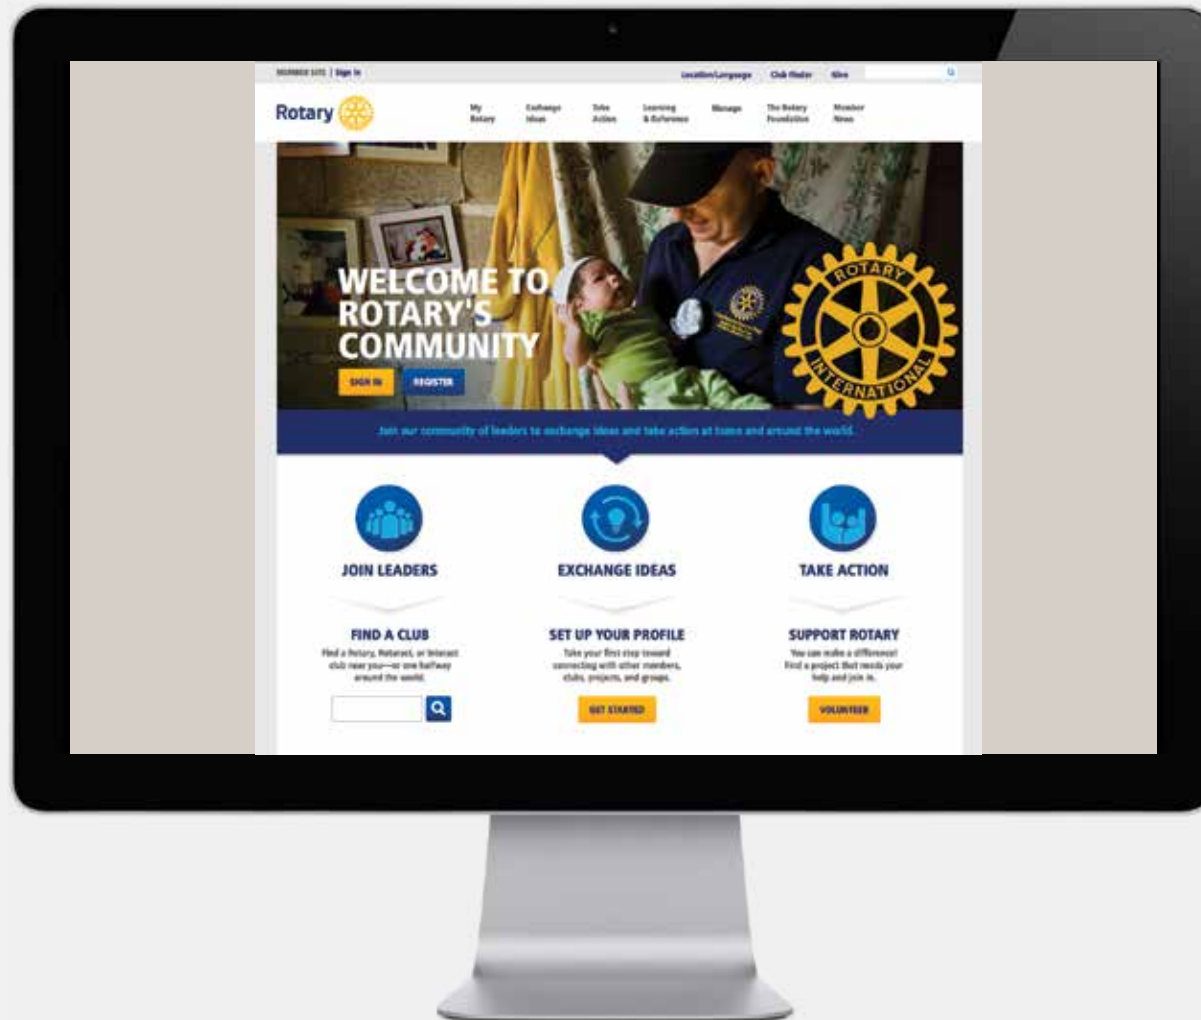 MEMBER SITE | Sign In
Location/Language Club Finder Give
Rotary
My Rotary
Exchange Ideas
Take Action
Learning & Reference
Manage
The Rotary Foundation
Member News
WELCOME TO
ROTARY'S
COMMUNITY
SIGN IN REGISTER
ROTARY
INTERNATIONAL
Join our community of leaders to exchange ideas and take action at home and around the world.
JOIN LEADERS
EXCHANGE IDEAS
TAKE ACTION
FIND A CLUB
Find a Rotary, Rotaract, or Interact
club near you—or one halfway
around the world.
SET UP YOUR PROFILE
Take your first step toward
connecting with other members,
clubs, projects, and groups.
GET STARTED
SUPPORT ROTARY
You can make a difference!
Find a project that needs your
help and join in.
VOLUNTEER